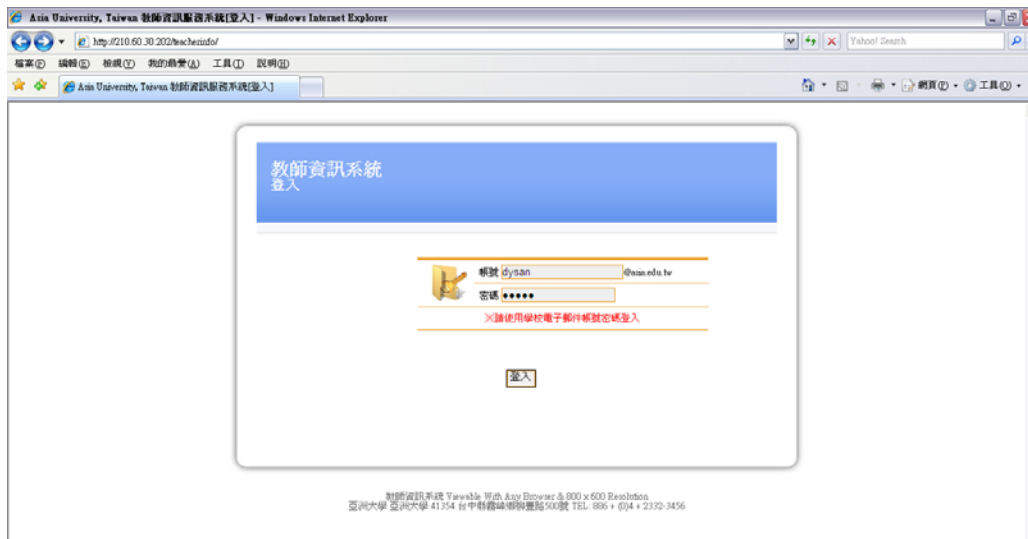 Asia University, Taiwan 教師資訊服務系統[登入] - Windows Internet Explorer
http://210.60.30.202/teacherinfo/
Yahoo! Search
檔案(F) 編輯(E) 檢視(V) 我的最愛(A) 工具(T) 說明(H)
Asia University, Taiwan 教師資訊服務系統[登入]
網頁(P) 工具(O)
教師資訊系統
登入
帳號 dysan @asia.edu.tw
密碼 •••••
※請使用學校電子郵件帳號密碼登入
登入
教師資訊系統 Viewable With Any Browser & 800 x 600 Resolution
亞洲大學 亞洲大學 41354 台中縣霧峰鄉柳豐路500號 TEL: 886 + (0)4 + 2332-3456